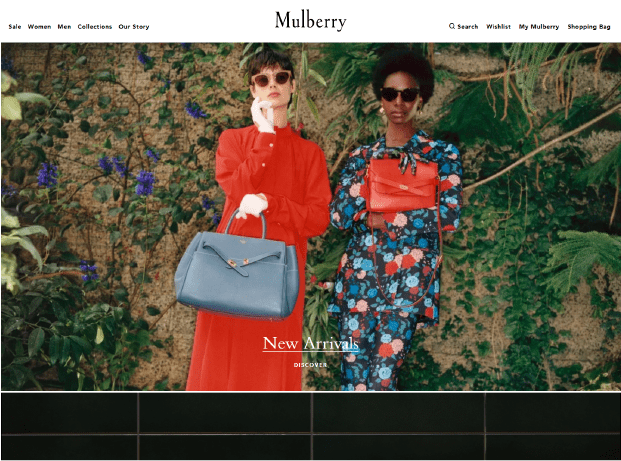 Mulberry
Sale Women Men Collections Our Story
Search Wishlist My Mulberry Shopping Bag
New Arrivals
DISCOVER